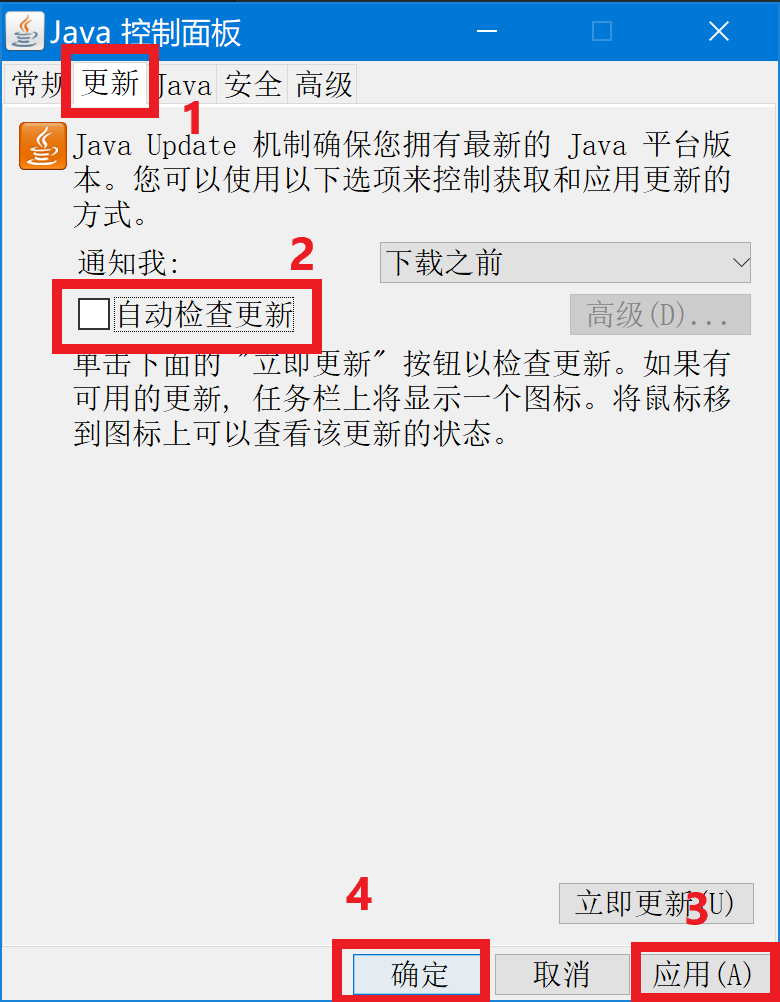 Java 控制面板
常规 更新 Java 安全 高级
1
Java Update 机制确保您拥有最新的 Java 平台版
本。您可以使用以下选项来控制获取和应用更新的
方式。
2
通知我: 下载之前
自动检查更新 高级(D)...
单击下面的 "立即更新" 按钮以检查更新。如果有
可用的更新, 任务栏上将显示一个图标。将鼠标移
到图标上可以查看该更新的状态。
4
立即更新(U)
3
确定 取消 应用(A)